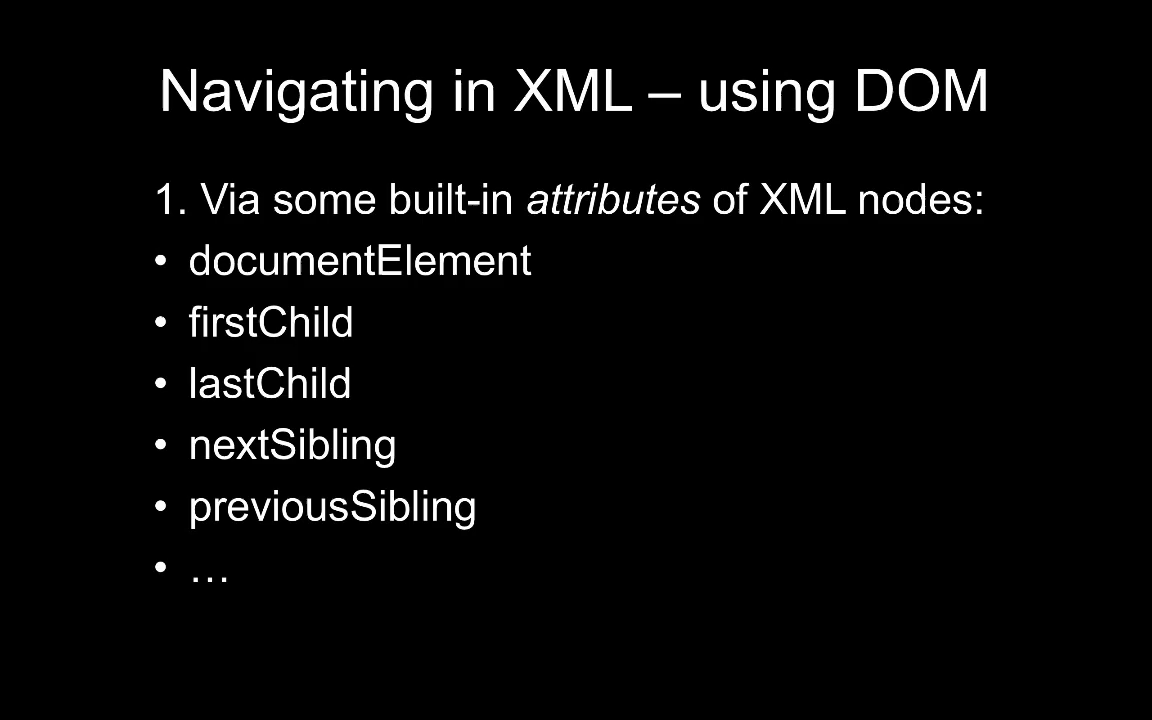 Navigating in XML – using DOM
1. Via some built-in attributes of XML nodes:
• documentElement
• firstChild
• lastChild
• nextSibling
• previousSibling
• …